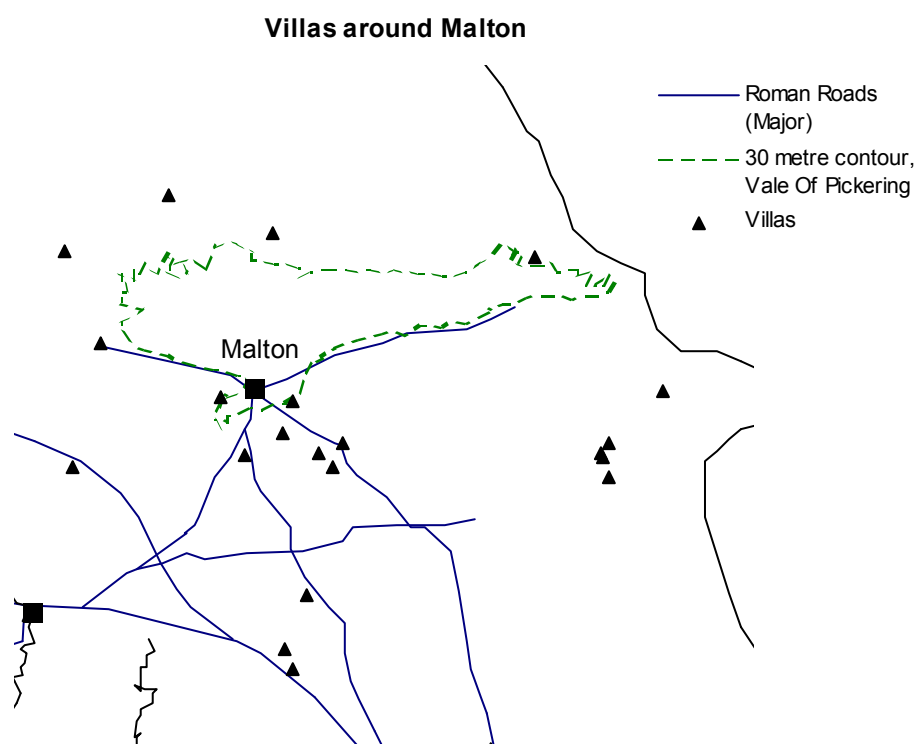 Villas around Malton
Roman Roads
(Major)
30 metre contour,
Vale Of Pickering
Villas
Malton